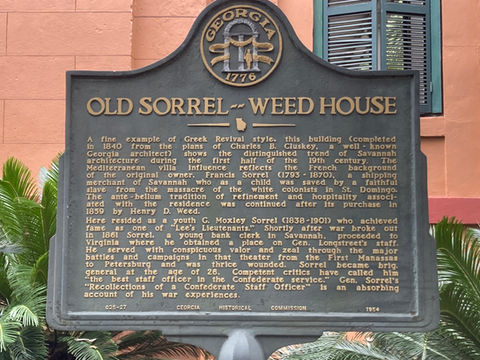 GEORGIA
1776
OLD SORREL--WEED HOUSE
A fine example of Greek Revival style, this building (completed
in 1840 from the plans of Charles B. Cluskey, a well-known
Georgia architect) shows the distinguished trend of Savannah
architecture during the first half of the 19th century. The
Mediterranean villa influence reflects the French background
of the original owner, Francis Sorrel (1793-1870), a shipping
merchant of Savannah who as a child was saved by a faithful
slave from the massacre of the white colonists in St. Domingo.
The ante-bellum tradition of refinement and hospitality associ-
ated with the residence was continued after its purchase in
1859 by Henry D. Weed.
Here resided as a youth G. Moxley Sorrel (1838-1901) who achieved
fame as one of "Lee's Lieutenants." Shortly after war broke out
in 1861 Sorrel, a young bank clerk in Savannah, proceeded to
Virginia where he obtained a place on Gen. Longstreet's staff.
He served with conspicuous valor and zeal through the major
battles and campaigns in that theater from the First Manassas
to Petersburg and was thrice wounded. Sorrel became brig.
general at the age of 26. Competent critics have called him
"the best staff officer in the Confederate service." Gen. Sorrel's
"Recollections of a Confederate Staff Officer" is an absorbing
account of his war experiences.
025-27 GEORGIA HISTORICAL COMMISSION 1954